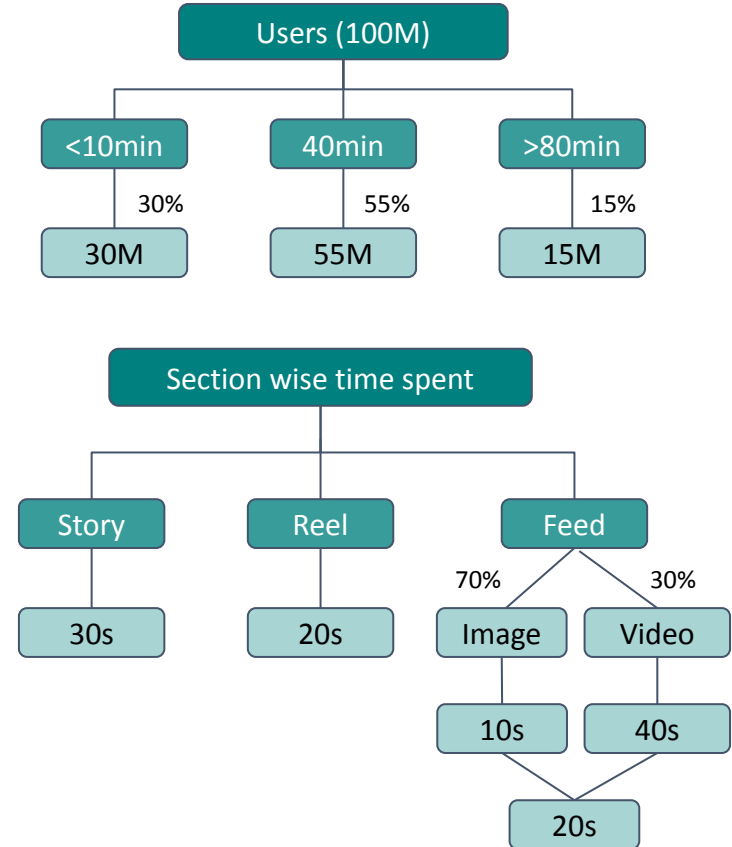 Users (100M)
<10min
40min
>80min
30%
55%
15%
30M
55M
15M
Section wise time spent
Story
Reel
Feed
70%
30%
30s
20s
Image
Video
10s
40s
20s